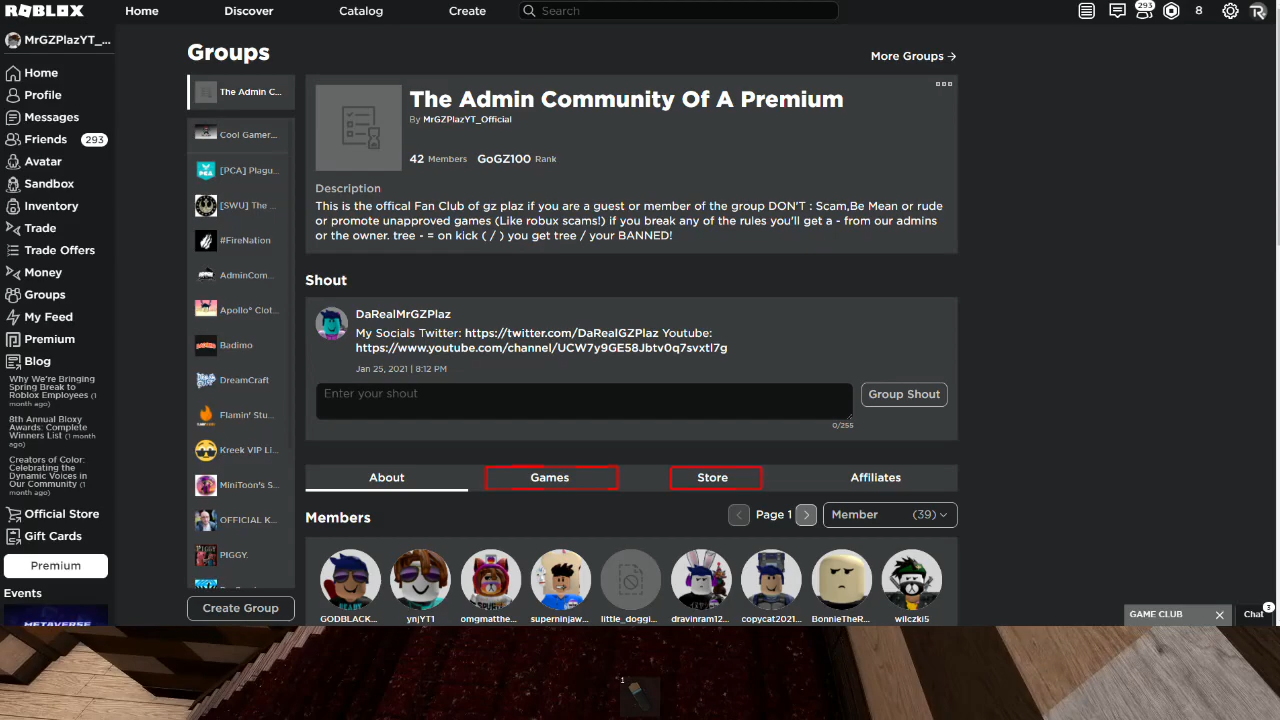 ROBLOX
Home
Discover
Catalog
Create
Search
293
8
MrGZPlazYT_...
Home
Profile
Messages
Friends 293
Avatar
Sandbox
Inventory
Trade
Trade Offers
Money
Groups
My Feed
Premium
Blog
Why We're Bringing
Spring Break to
Roblox Employees (1
month ago)
8th Annual Bloxy
Awards: Complete
Winners List (1 month
ago)
Creators of Color:
Celebrating the
Dynamic Voices in
Our Community (1
month ago)
Official Store
Gift Cards
Premium
Events
METAVERSE
Groups
More Groups →
The Admin C...
Cool Gamer...
[PCA] Plagu...
[SWU] The ...
#FireNation
AdminCom...
Apollo° Clot...
Badimo
DreamCraft
Flamin' Stu...
Kreek VIP Li...
MiniToon's S...
OFFICIAL K...
PIGGY.
Create Group
The Admin Community Of A Premium
By MrGZPlazYT_Official
42 Members GoGZ100 Rank
Description
This is the offical Fan Club of gz plaz if you are a guest or member of the group DON'T : Scam,Be Mean or rude
or promote unapproved games (Like robux scams!) if you break any of the rules you'll get a - from our admins
or the owner. tree - = on kick ( / ) you get tree / your BANNED!
Shout
DaRealMrGZPlaz
My Socials Twitter: https://twitter.com/DaRealGZPlaz Youtube:
https://www.youtube.com/channel/UCW7y9GE58Jbtv0q7svxtl7g
Jan 25, 2021 | 8:12 PM
Enter your shout
Group Shout
0/255
About
Games
Store
Affiliates
Members
Page 1
Member (39)
GODBLACK...
ynjYT1
omgmatthe...
superninjaw...
little_doggi...
dravinram12...
copycat2021...
BonnieTheR...
wilczki5
GAME CLUB
Chat
3
1